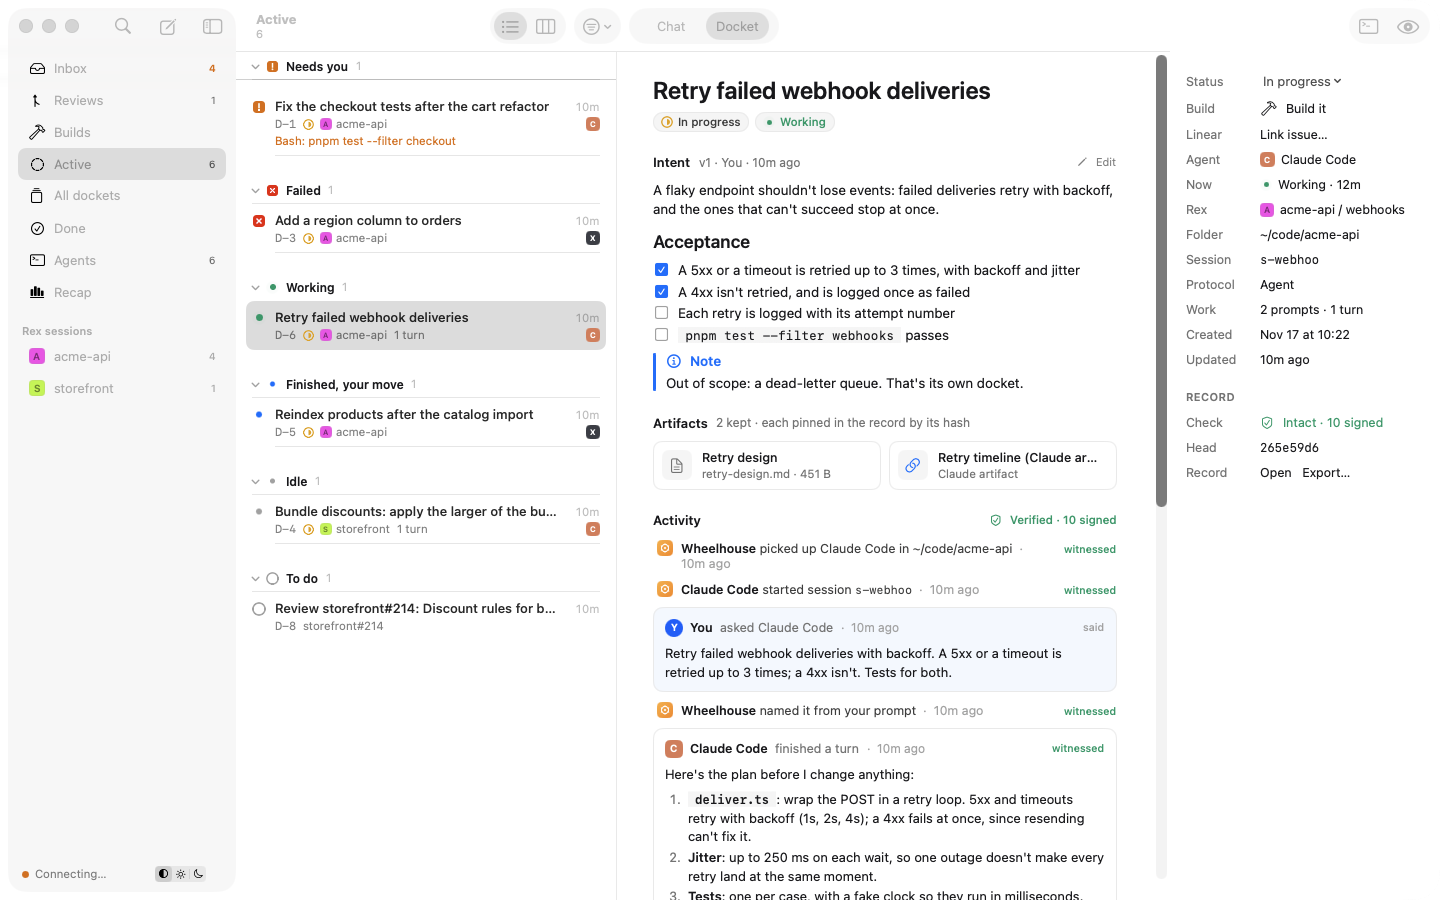 Inbox 4
Reviews 1
Builds
Active 6
All dockets
Done
Agents 6
Recap
Rex sessions
A acme-api 4
S storefront 1
Connecting...
Active
6
Chat Docket
Needs you 1
Fix the checkout tests after the cart refactor 10m
D–1 A acme-api C
Bash: pnpm test --filter checkout
Failed 1
Add a region column to orders 10m
D–3 A acme-api X
Working 1
Retry failed webhook deliveries 10m
D–6 A acme-api 1 turn C
Finished, your move 1
Reindex products after the catalog import 10m
D–5 A acme-api X
Idle 1
Bundle discounts: apply the larger of the bu... 10m
D–4 S storefront 1 turn C
To do 1
Review storefront#214: Discount rules for b... 10m
D–8 storefront#214
Retry failed webhook deliveries
In progress Working
Intent v1 · You · 10m ago Edit
A flaky endpoint shouldn't lose events: failed deliveries retry with backoff,
and the ones that can't succeed stop at once.
Acceptance
A 5xx or a timeout is retried up to 3 times, with backoff and jitter
A 4xx isn't retried, and is logged once as failed
Each retry is logged with its attempt number
pnpm test --filter webhooks passes
Note
Out of scope: a dead-letter queue. That's its own docket.
Artifacts 2 kept · each pinned in the record by its hash
Retry design
retry-design.md · 451 B
Retry timeline (Claude ar...
Claude artifact
Activity Verified · 10 signed
Wheelhouse picked up Claude Code in ~/code/acme-api · witnessed
10m ago
Claude Code started session s-webhoo · 10m ago witnessed
Y You asked Claude Code · 10m ago said
Retry failed webhook deliveries with backoff. A 5xx or a timeout is
retried up to 3 times; a 4xx isn't. Tests for both.
Wheelhouse named it from your prompt · 10m ago witnessed
C Claude Code finished a turn · 10m ago witnessed
Here's the plan before I change anything:
1. deliver.ts : wrap the POST in a retry loop. 5xx and timeouts
retry with backoff (1s, 2s, 4s); a 4xx fails at once, since resending
can't fix it.
2. Jitter: up to 250 ms on each wait, so one outage doesn't make every
retry land at the same moment.
3. Tests: one per case, with a fake clock so they run in milliseconds.
Status In progress
Build Build it
Linear Link issue...
Agent C Claude Code
Now Working · 12m
Rex A acme-api / webhooks
Folder ~/code/acme-api
Session s-webhoo
Protocol Agent
Work 2 prompts · 1 turn
Created Nov 17 at 10:22
Updated 10m ago
RECORD
Check Intact · 10 signed
Head 265e59d6
Record Open Export...